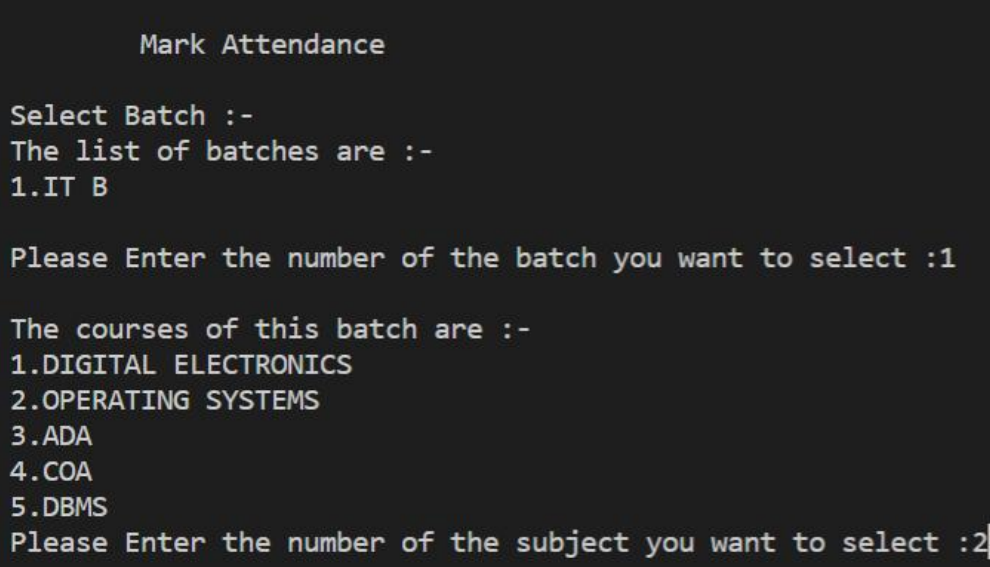 Mark Attendance
Select Batch :-
The list of batches are :-
1.IT B
Please Enter the number of the batch you want to select :1
The courses of this batch are :-
1.DIGITAL ELECTRONICS
2.OPERATING SYSTEMS
3.ADA
4.COA
5.DBMS
Please Enter the number of the subject you want to select :2